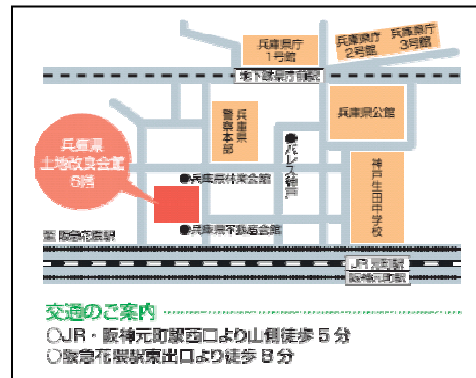 兵庫県庁
1号館
兵庫県庁
2号館
兵庫県庁
3号館
地下鉄県庁前駅
兵庫県公館
兵庫県
警察本部
●パレス神戸
兵庫県
土地改良会館
●兵庫県林業会館
神戸生田中学校
●兵庫県不動産会館
至 阪急花隈駅
JR元町駅
阪神元町駅
交通のご案内
○JR・阪神元町駅西口より山側徒歩5分
○阪急花隈駅東出口より徒歩8分